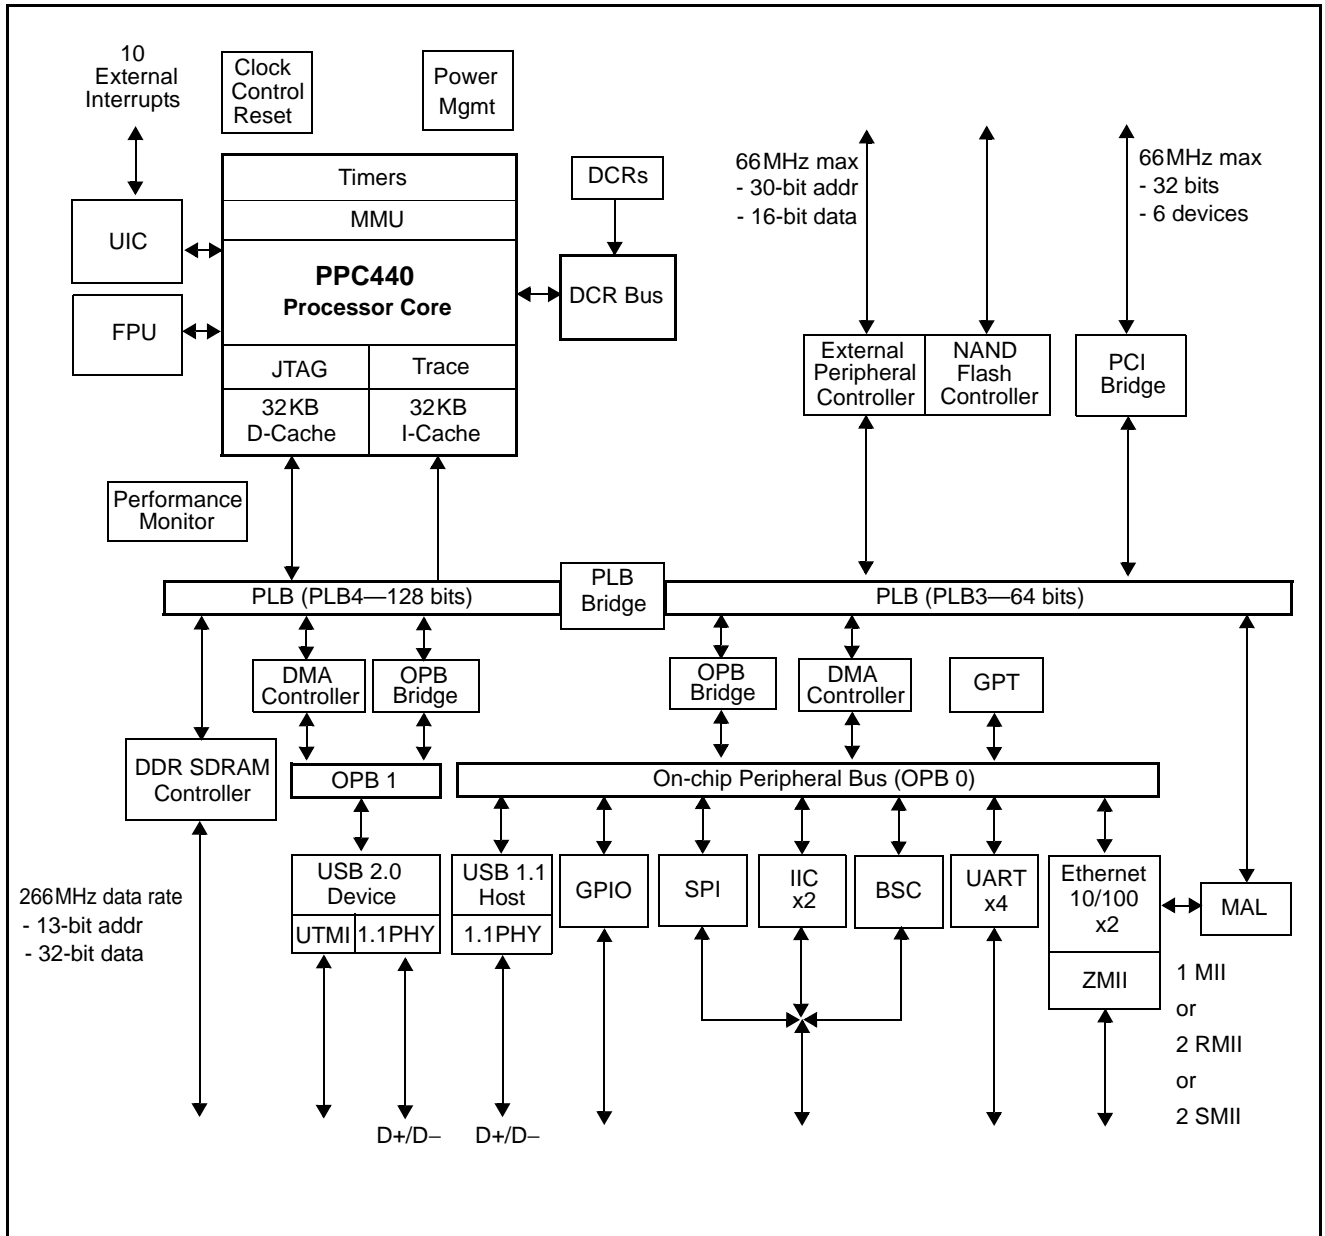 10
External
Interrupts
Clock
Control
Reset
Power
Mgmt
Timers
MMU
PPC440
Processor Core
JTAG
Trace
32KB
D-Cache
32KB
I-Cache
UIC
FPU
DCRs
DCR Bus
66MHz max
- 30-bit addr
- 16-bit data
66MHz max
- 32 bits
- 6 devices
External
Peripheral
Controller
NAND
Flash
Controller
PCI
Bridge
Performance
Monitor
PLB (PLB4—128 bits)
PLB
Bridge
PLB (PLB3—64 bits)
DMA
Controller
OPB
Bridge
OPB
Bridge
DMA
Controller
GPT
DDR SDRAM
Controller
OPB 1
On-chip Peripheral Bus (OPB 0)
266MHz data rate
- 13-bit addr
- 32-bit data
USB 2.0
Device
UTMI
1.1PHY
USB 1.1
Host
1.1PHY
GPIO
SPI
IIC
x2
BSC
UART
x4
Ethernet
10/100
x2
ZMII
MAL
1 MII
or
2 RMII
or
2 SMII
D+/D–
D+/D–